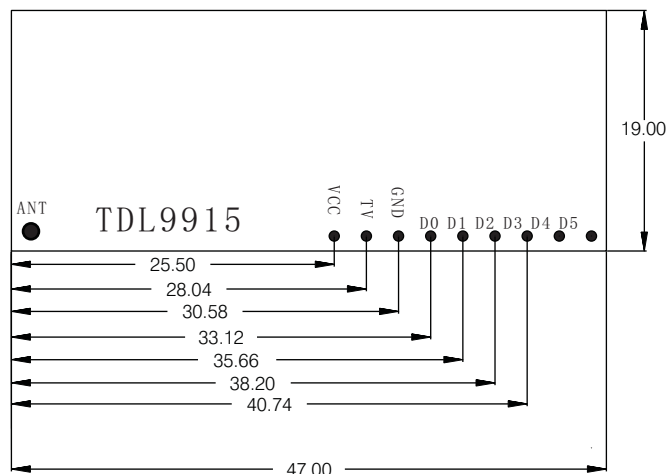 19.00
ANT
TDL9915
VCC
TV
GND
D0 D1 D2 D3 D4 D5
25.50
28.04
30.58
33.12
35.66
38.20
40.74
47.00